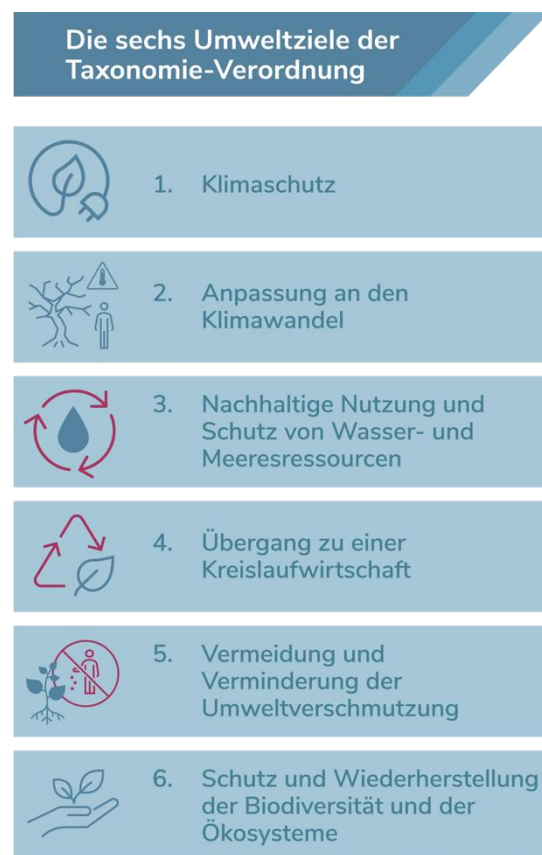 Die sechs Umweltziele der
Taxonomie-Verordnung
1. Klimaschutz
2. Anpassung an den
Klimawandel
3. Nachhaltige Nutzung und
Schutz von Wasser- und
Meeresressourcen
4. Übergang zu einer
Kreislaufwirtschaft
5. Vermeidung und
Verminderung der
Umweltverschmutzung
6. Schutz und Wiederherstellung
der Biodiversität und der
Ökosysteme